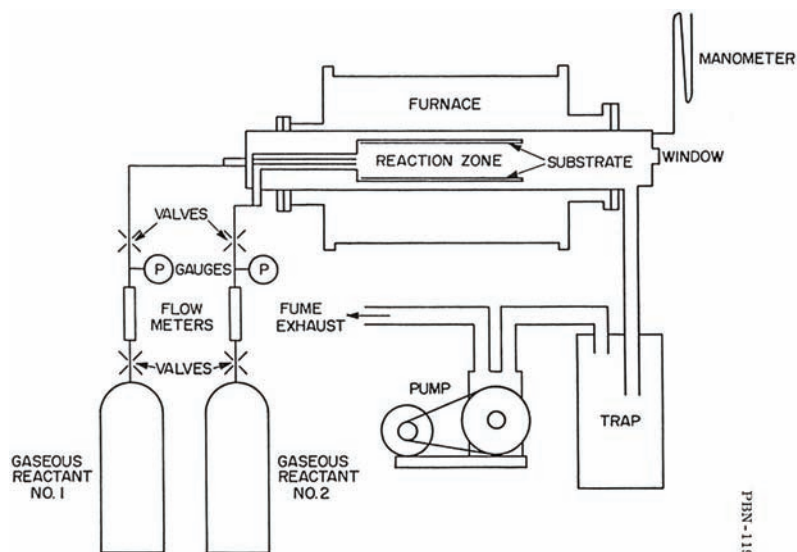 MANOMETER
FURNACE
REACTION ZONE
SUBSTRATE
WINDOW
VALVES
P
GAUGES
P
FLOW
METERS
FUME
EXHAUST
VALVES
PUMP
TRAP
GASEOUS
REACTANT
NO. 1
GASEOUS
REACTANT
NO. 2